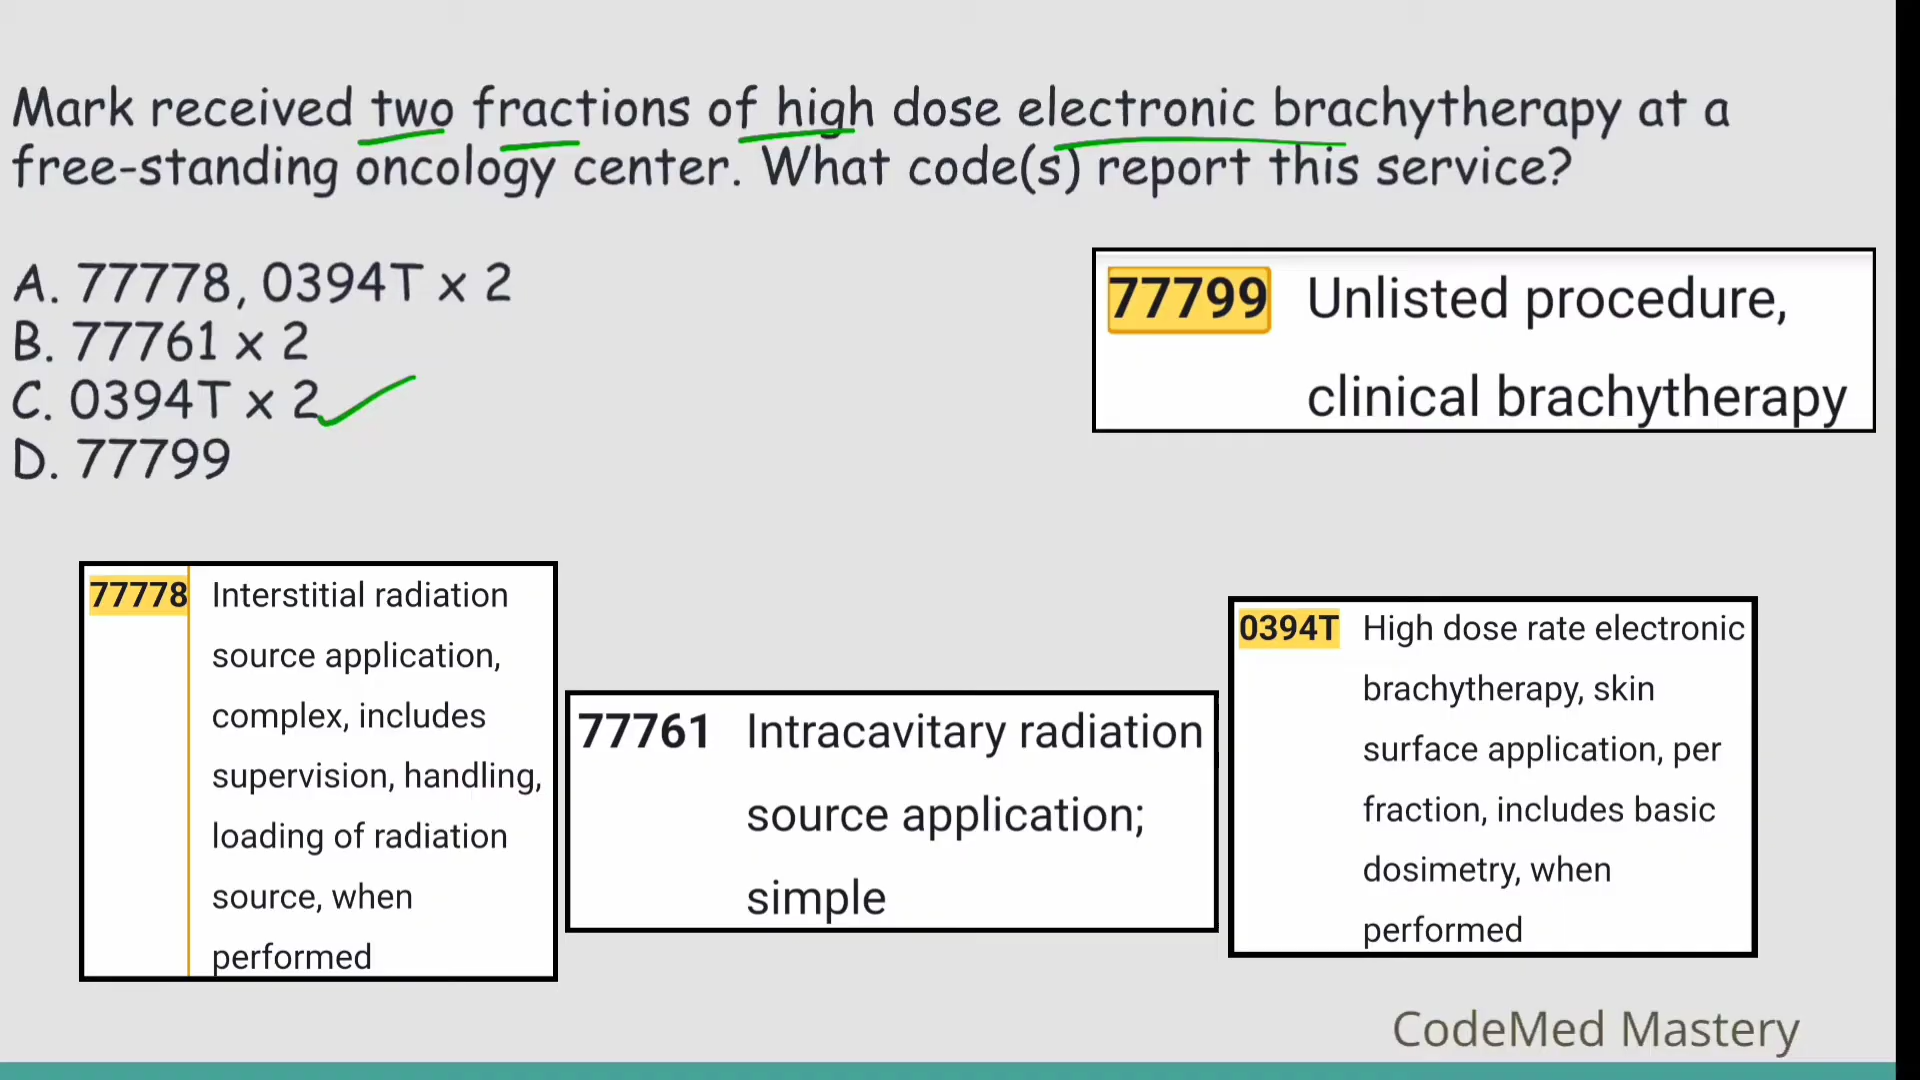 Mark received two fractions of high dose electronic brachytherapy at a
free-standing oncology center. What code(s) report this service?
A. 77778, 0394T x 2
B. 77761 x 2
C. 0394T x 2
D. 77799
77799 Unlisted procedure,
clinical brachytherapy
77778 Interstitial radiation
source application,
complex, includes
supervision, handling,
loading of radiation
source, when
performed
77761 Intracavitary radiation
source application;
simple
0394T High dose rate electronic
brachytherapy, skin
surface application, per
fraction, includes basic
dosimetry, when
performed
CodeMed Mastery